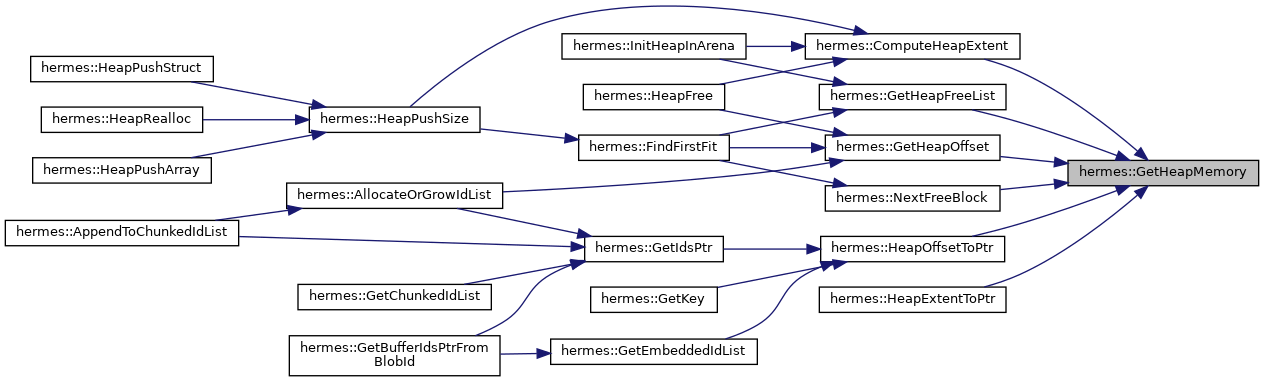 hermes::InitHeapInArena
hermes::ComputeHeapExtent
hermes::HeapPushStruct
hermes::HeapFree
hermes::GetHeapFreeList
hermes::HeapRealloc
hermes::HeapPushSize
hermes::FindFirstFit
hermes::GetHeapOffset
hermes::HeapPushArray
hermes::GetHeapMemory
hermes::AllocateOrGrowIdList
hermes::NextFreeBlock
hermes::AppendToChunkedIdList
hermes::GetIdsPtr
hermes::HeapOffsetToPtr
hermes::GetChunkedIdList
hermes::GetKey
hermes::HeapExtentToPtr
hermes::GetBufferIdsPtrFrom
BlobId
hermes::GetEmbeddedIdList